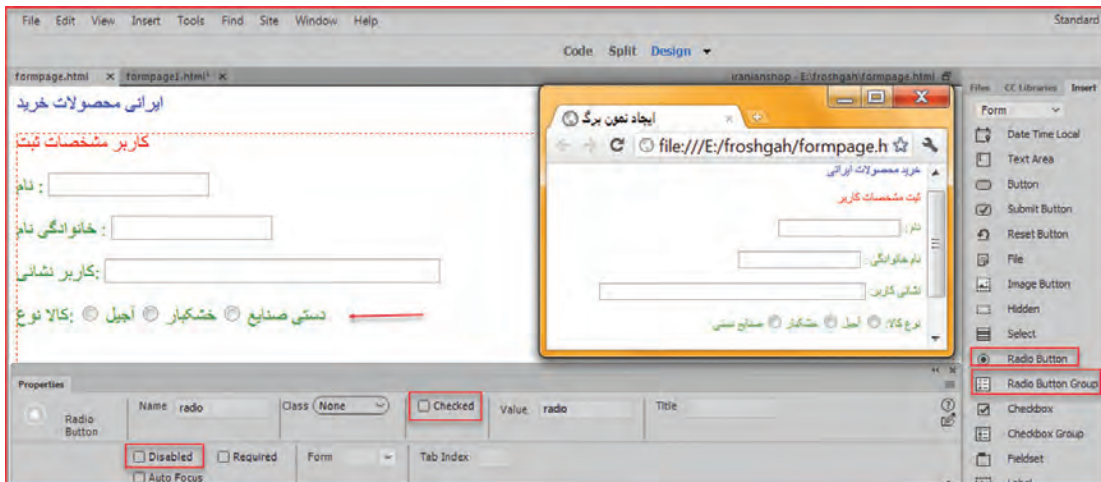 File Edit View Insert Tools Find Site Window Help Standard
Code Split Design
formpage.html × formpage1.html* × iranianshop - E:\froshgah\formpage.html
Files CC Libraries Insert
ایرانی محصولات خرید
کاربر مشخصات ثبت
: نام
: خانوادگی نام
:کاربر نشانی
دستی صنایع خشکبار آجیل :کالا نوع
ایجاد نمون برگ ×
file:///E:/froshgah/formpage.h
خرید محصولات ایرانی
ثبت مشخصات کاربر
نام :
نام خانوادگی :
نشانی کاربر:
نوع کالا: آجیل خشکبار صنایع دستی
Form
Date Time Local
Text Area
Button
Submit Button
Reset Button
File
Image Button
Hidden
Select
Radio Button
Radio Button Group
Checkbox
Checkbox Group
Fieldset
Label
Properties
Radio Button
Name rado Class None Checked Value rado Title
Disabled Required Form Tab Index
Auto Focus